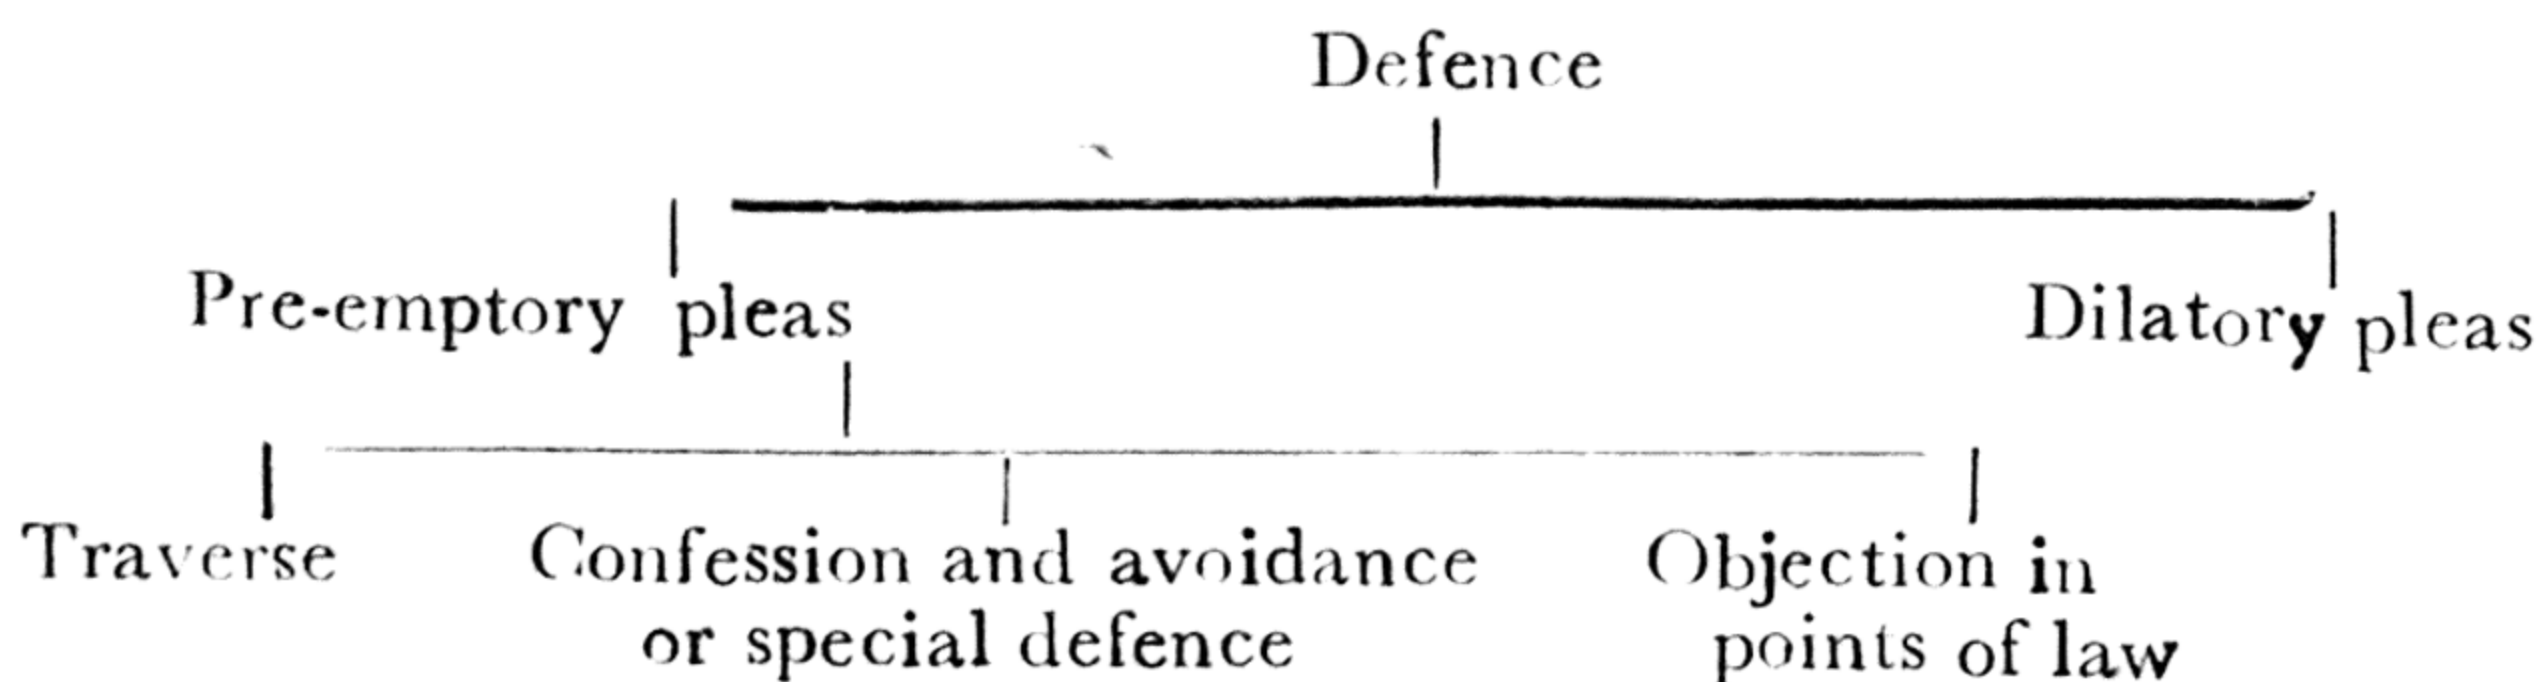 Defence
Pre-emptory pleas Dilatory pleas
Traverse Confession and avoidance Objection in
or special defence points of law